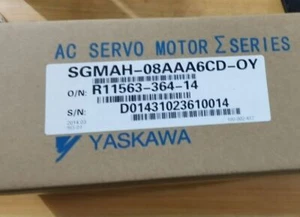 AC SERVO MOTOR Σ SERIES
SGMAH-08AAA6CD-OY
O/N: R11563-364-14
S/N: D01431023610014
YASKAWA